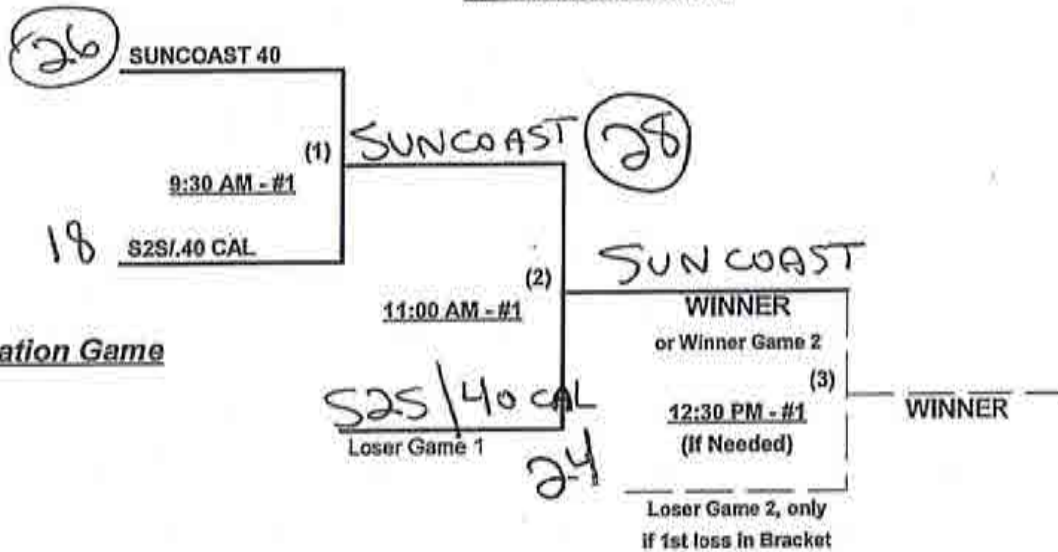 26 SUNCOAST 40
(1) SUNCOAST 28
9:30 AM - #1
18 S2S/.40 CAL
(2) SUNCOAST
11:00 AM - #1 WINNER
or Winner Game 2
ation Game
(3)
S2S/40 CAL
12:30 PM - #1 WINNER
Loser Game 1 (If Needed)
24
Loser Game 2, only
if 1st loss in Bracket